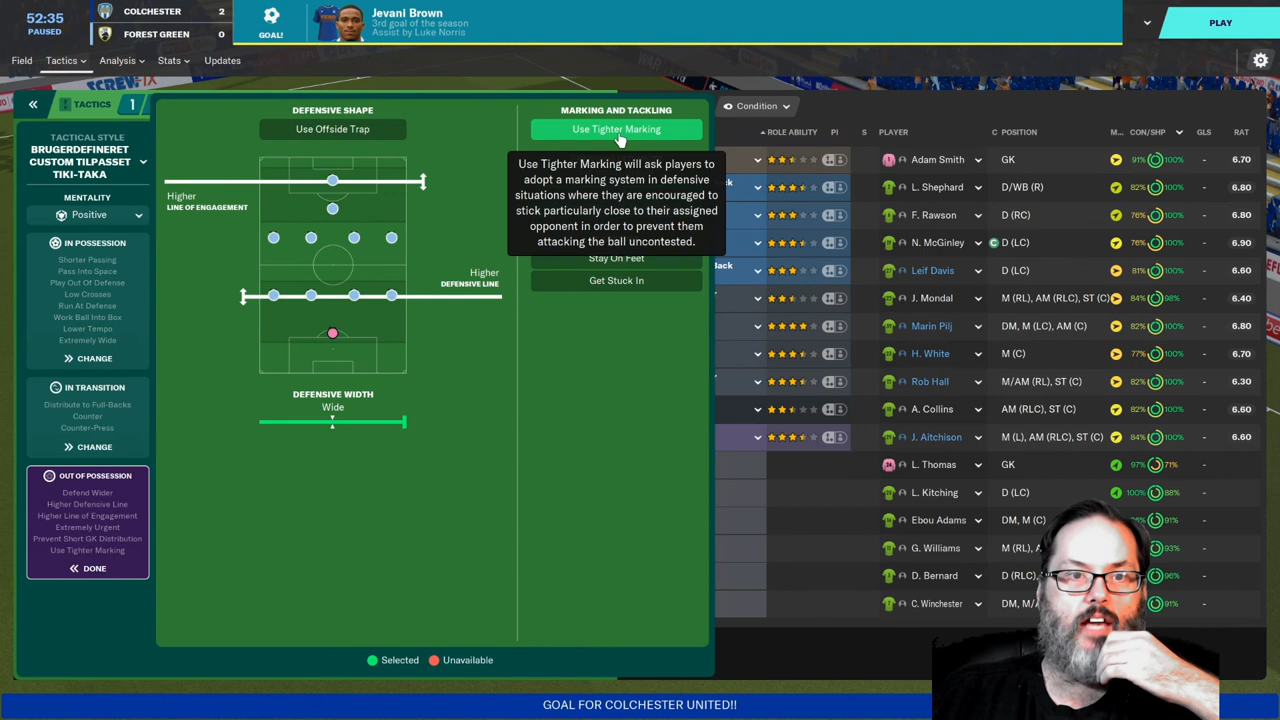 52:35
PAUSED
COLCHESTER 2
FOREST GREEN 0
GOAL!
Jevani Brown
3rd goal of the season
Assist by Luke Norris
PLAY
Field Tactics Analysis Stats Updates
TACTICS 1
TACTICAL STYLE
BRUGERDEFINERET
CUSTOM TILPASSET
TIKI-TAKA
MENTALITY
Positive
IN POSSESSION
Shorter Passing
Pass Into Space
Play Out Of Defense
Low Crosses
Run At Defense
Work Ball Into Box
Lower Tempo
Extremely Wide
CHANGE
IN TRANSITION
Distribute to Full-Backs
Counter
Counter-Press
CHANGE
OUT OF POSSESSION
Defend Wider
Higher Defensive Line
Higher Line of Engagement
Extremely Urgent
Prevent Short GK Distribution
Use Tighter Marking
DONE
DEFENSIVE SHAPE
Use Offside Trap
Higher
LINE OF ENGAGEMENT
Higher
DEFENSIVE LINE
DEFENSIVE WIDTH
Wide
MARKING AND TACKLING
Use Tighter Marking
Use Tighter Marking will ask players to
adopt a marking system in defensive
situations where they are encouraged to
stick particularly close to their assigned
opponent in order to prevent them
attacking the ball uncontested.
Stay On Feet
Get Stuck In
Selected Unavailable
Condition
ROLE ABILITY PI S PLAYER C POSITION M... CON/SHP GLS RAT
Adam Smith GK 91% 100% - 6.70
L. Shephard D/WB (R) 82% 100% - 6.80
F. Rawson D (RC) 76% 100% - 6.80
N. McGinley C D (LC) 76% 100% - 6.90
Leif Davis D (LC) 82% 100% - 6.60
J. Mondal M (RL), AM (RLC), ST (C) 84% 98% - 6.40
Marin Pilj DM, M (LC), AM (C) 82% 100% - 6.80
H. White M (C) 77% 100% - 6.70
Rob Hall M/AM (RL), ST (C) 82% 100% - 6.30
A. Collins AM (RLC), ST (C) 82% 100% - 6.60
J. Aitchison M (L), AM (RLC), ST (C) 84% 100% - 6.60
L. Thomas GK 97% 71% -
L. Kitching D (LC) 100% 88% -
Ebou Adams DM, M (C) 91% -
G. Williams M (RL), 93% -
D. Bernard D (RLC), 96% -
C. Winchester DM, M/ 91% -
GOAL FOR COLCHESTER UNITED!!